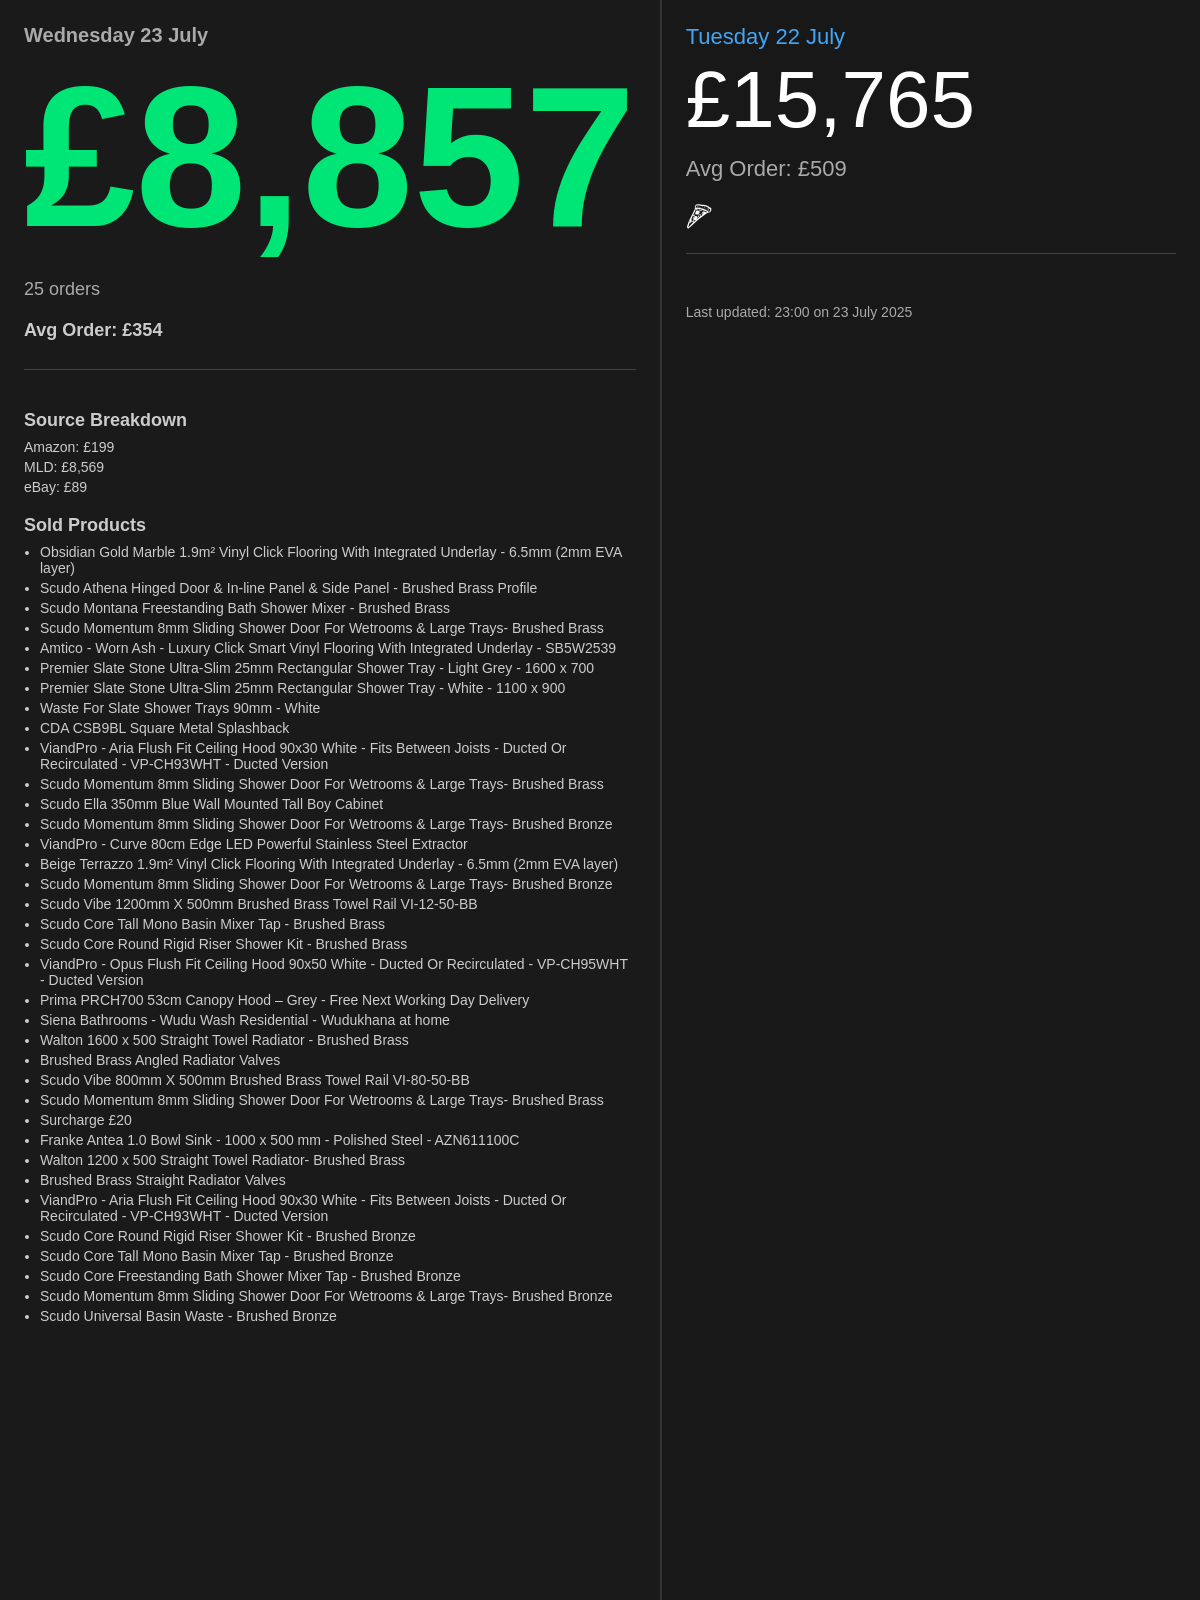 Wednesday 23 July
£8,857
25 orders
Avg Order: £354
Source Breakdown
Amazon: £199
MLD: £8,569
eBay: £89
Sold Products
• Obsidian Gold Marble 1.9m² Vinyl Click Flooring With Integrated Underlay - 6.5mm (2mm EVA
layer)
• Scudo Athena Hinged Door & In-line Panel & Side Panel - Brushed Brass Profile
• Scudo Montana Freestanding Bath Shower Mixer - Brushed Brass
• Scudo Momentum 8mm Sliding Shower Door For Wetrooms & Large Trays- Brushed Brass
• Amtico - Worn Ash - Luxury Click Smart Vinyl Flooring With Integrated Underlay - SB5W2539
• Premier Slate Stone Ultra-Slim 25mm Rectangular Shower Tray - Light Grey - 1600 x 700
• Premier Slate Stone Ultra-Slim 25mm Rectangular Shower Tray - White - 1100 x 900
• Waste For Slate Shower Trays 90mm - White
• CDA CSB9BL Square Metal Splashback
• ViandPro - Aria Flush Fit Ceiling Hood 90x30 White - Fits Between Joists - Ducted Or
Recirculated - VP-CH93WHT - Ducted Version
• Scudo Momentum 8mm Sliding Shower Door For Wetrooms & Large Trays- Brushed Brass
• Scudo Ella 350mm Blue Wall Mounted Tall Boy Cabinet
• Scudo Momentum 8mm Sliding Shower Door For Wetrooms & Large Trays- Brushed Bronze
• ViandPro - Curve 80cm Edge LED Powerful Stainless Steel Extractor
• Beige Terrazzo 1.9m² Vinyl Click Flooring With Integrated Underlay - 6.5mm (2mm EVA layer)
• Scudo Momentum 8mm Sliding Shower Door For Wetrooms & Large Trays- Brushed Bronze
• Scudo Vibe 1200mm X 500mm Brushed Brass Towel Rail VI-12-50-BB
• Scudo Core Tall Mono Basin Mixer Tap - Brushed Brass
• Scudo Core Round Rigid Riser Shower Kit - Brushed Brass
• ViandPro - Opus Flush Fit Ceiling Hood 90x50 White - Ducted Or Recirculated - VP-CH95WHT
- Ducted Version
• Prima PRCH700 53cm Canopy Hood – Grey - Free Next Working Day Delivery
• Siena Bathrooms - Wudu Wash Residential - Wudukhana at home
• Walton 1600 x 500 Straight Towel Radiator - Brushed Brass
• Brushed Brass Angled Radiator Valves
• Scudo Vibe 800mm X 500mm Brushed Brass Towel Rail VI-80-50-BB
• Scudo Momentum 8mm Sliding Shower Door For Wetrooms & Large Trays- Brushed Brass
• Surcharge £20
• Franke Antea 1.0 Bowl Sink - 1000 x 500 mm - Polished Steel - AZN611100C
• Walton 1200 x 500 Straight Towel Radiator- Brushed Brass
• Brushed Brass Straight Radiator Valves
• ViandPro - Aria Flush Fit Ceiling Hood 90x30 White - Fits Between Joists - Ducted Or
Recirculated - VP-CH93WHT - Ducted Version
• Scudo Core Round Rigid Riser Shower Kit - Brushed Bronze
• Scudo Core Tall Mono Basin Mixer Tap - Brushed Bronze
• Scudo Core Freestanding Bath Shower Mixer Tap - Brushed Bronze
• Scudo Momentum 8mm Sliding Shower Door For Wetrooms & Large Trays- Brushed Bronze
• Scudo Universal Basin Waste - Brushed Bronze
Tuesday 22 July
£15,765
Avg Order: £509
Last updated: 23:00 on 23 July 2025